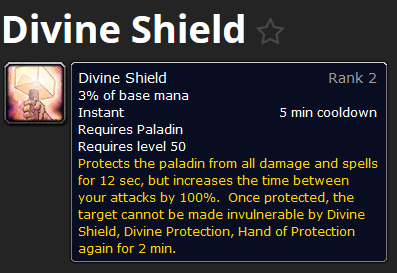 Divine Shield
Divine Shield Rank 2
3% of base mana
Instant 5 min cooldown
Requires Paladin
Requires level 50
Protects the paladin from all damage and spells
for 12 sec, but increases the time between
your attacks by 100%. Once protected, the
target cannot be made invulnerable by Divine
Shield, Divine Protection, Hand of Protection
again for 2 min.